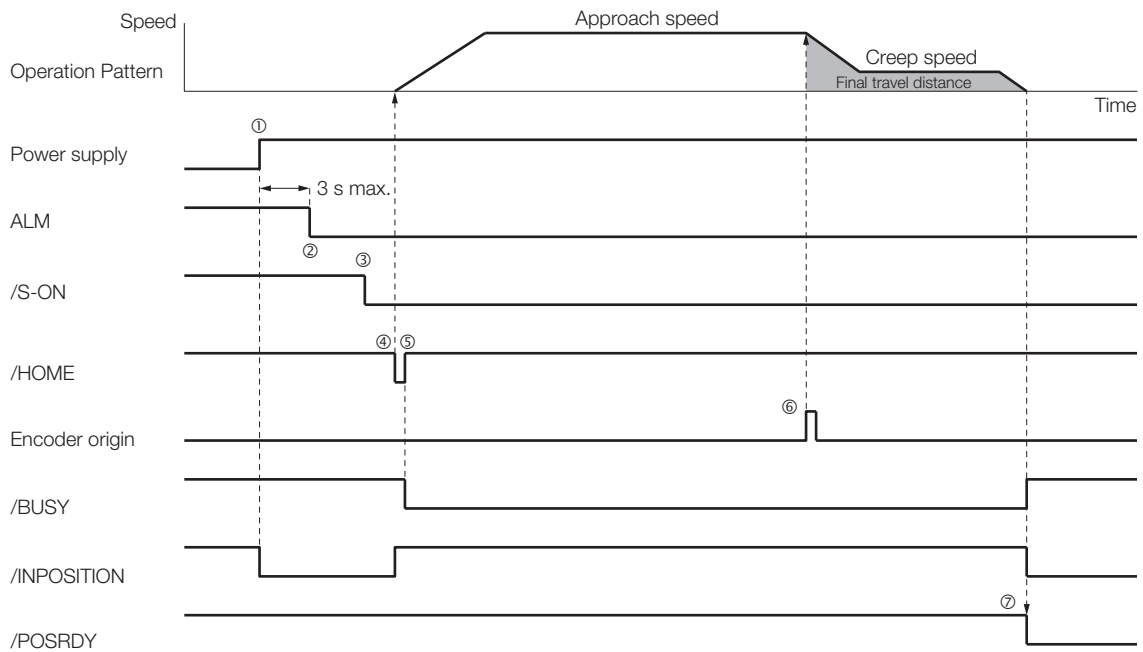 Speed
Approach speed
Operation Pattern
Creep speed
Final travel distance
Time
①
Power supply
3 s max.
ALM
②
③
/S-ON
④ ⑤
/HOME
⑥
Encoder origin
/BUSY
/INPOSITION
⑦
/POSRDY